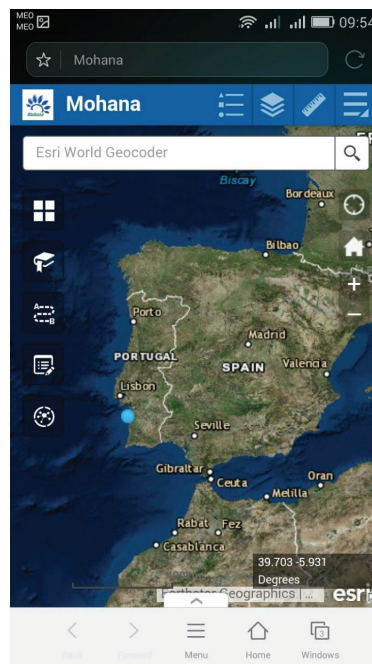 MEO
MEO
09:54
Mohana
Mohana
Esri World Geocoder
Biscay
Bordeaux
Bilbao
Porto
Madrid
PORTUGAL
SPAIN
Valencia
Lisbon
Seville
Gibraltar
Ceuta
Oran
Melilla
Rabat
Fez
Casablanca
39.703 -5.931
Degrees
Earthstar Geographics | ...
esri
A
B
3
Back
Forward
Menu
Home
Windows